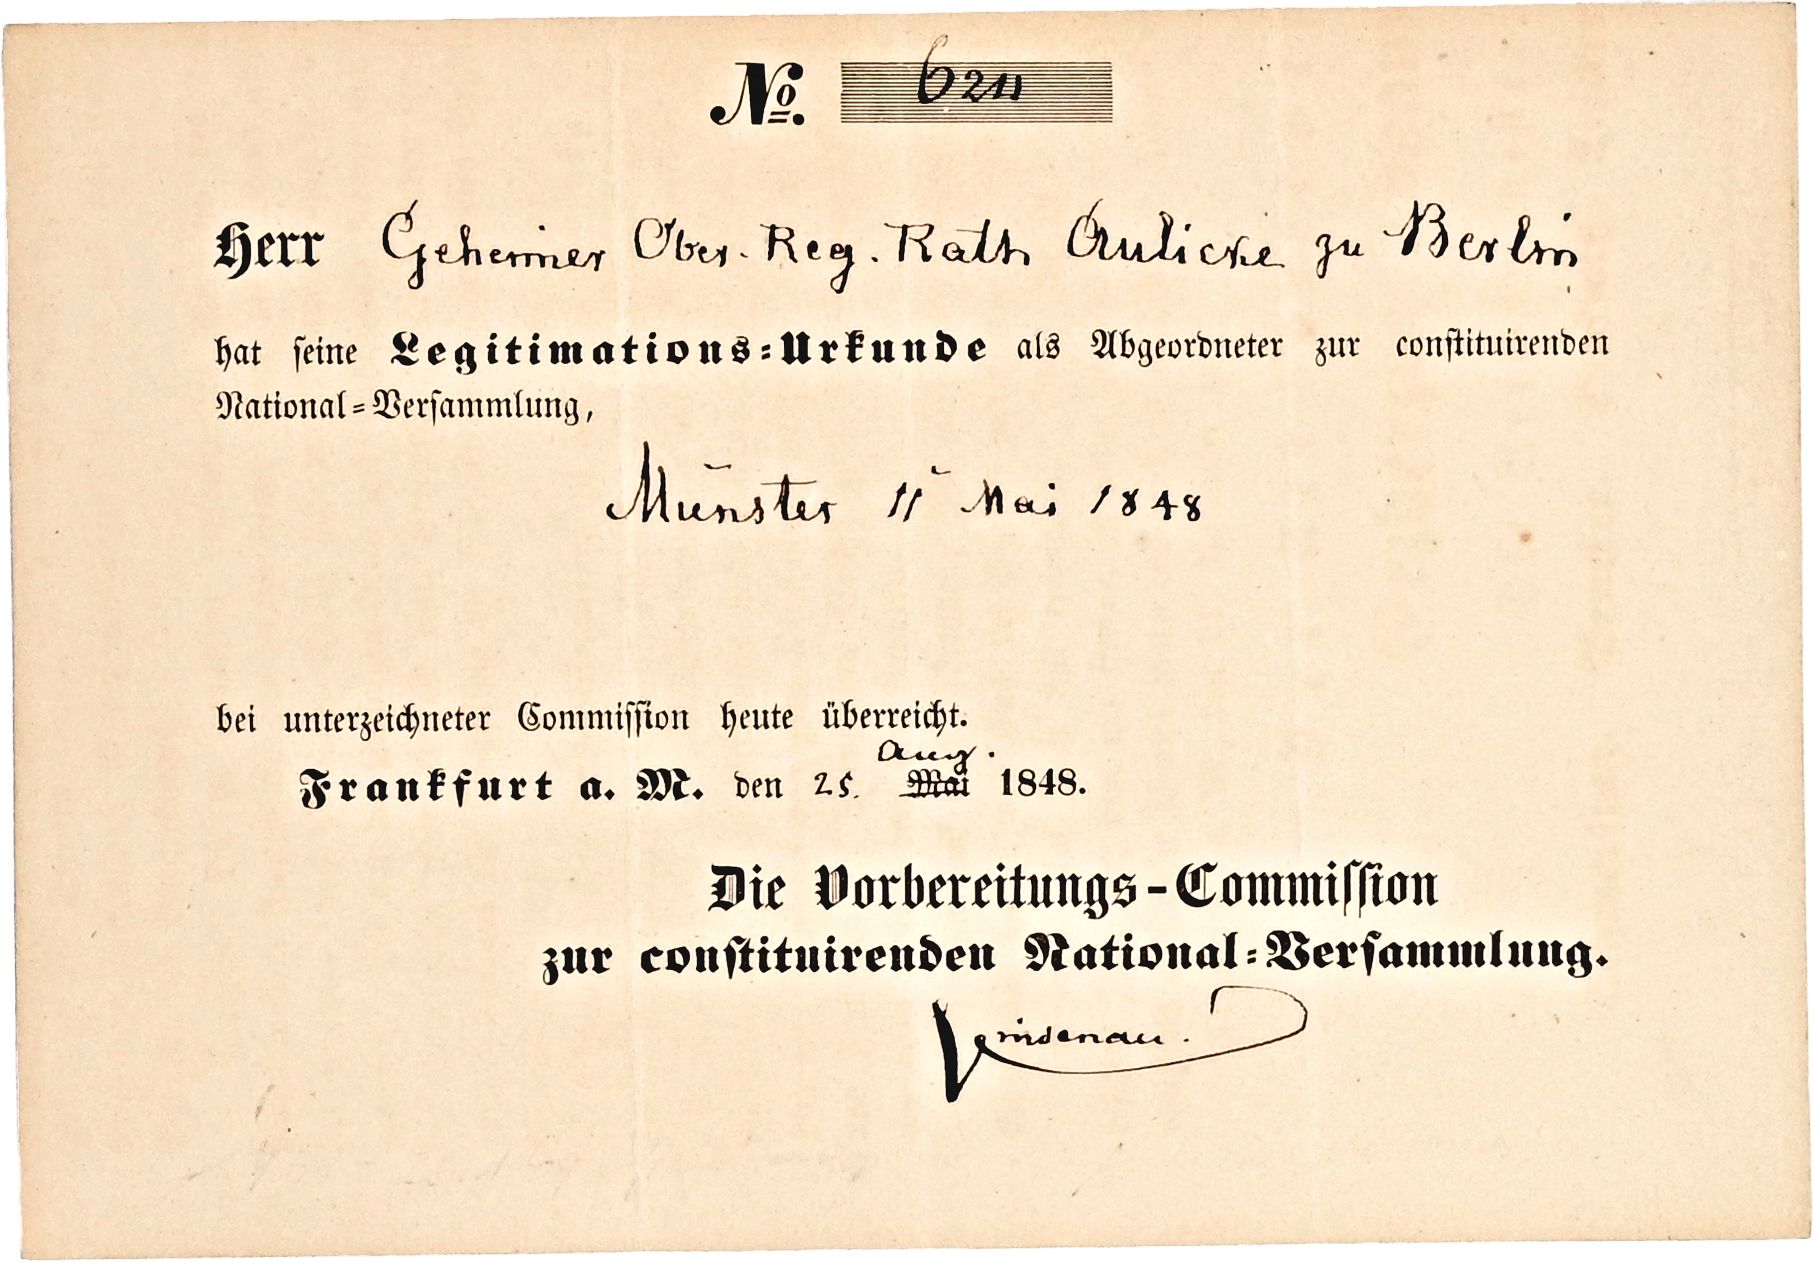 No. 6211
Herr Geheimer Ober. Reg. Rath Aulicke zu Berlin
hat seine Legitimations=Urkunde als Abgeordneter zur constituirenden
National=Versammlung,
Münster 11 Mai 1848
bei unterzeichneter Commission heute überreicht.
Aug.
Frankfurt a. M. den 25. Mai 1848.
Die Vorbereitungs-Commission
zur constituirenden National=Versammlung.